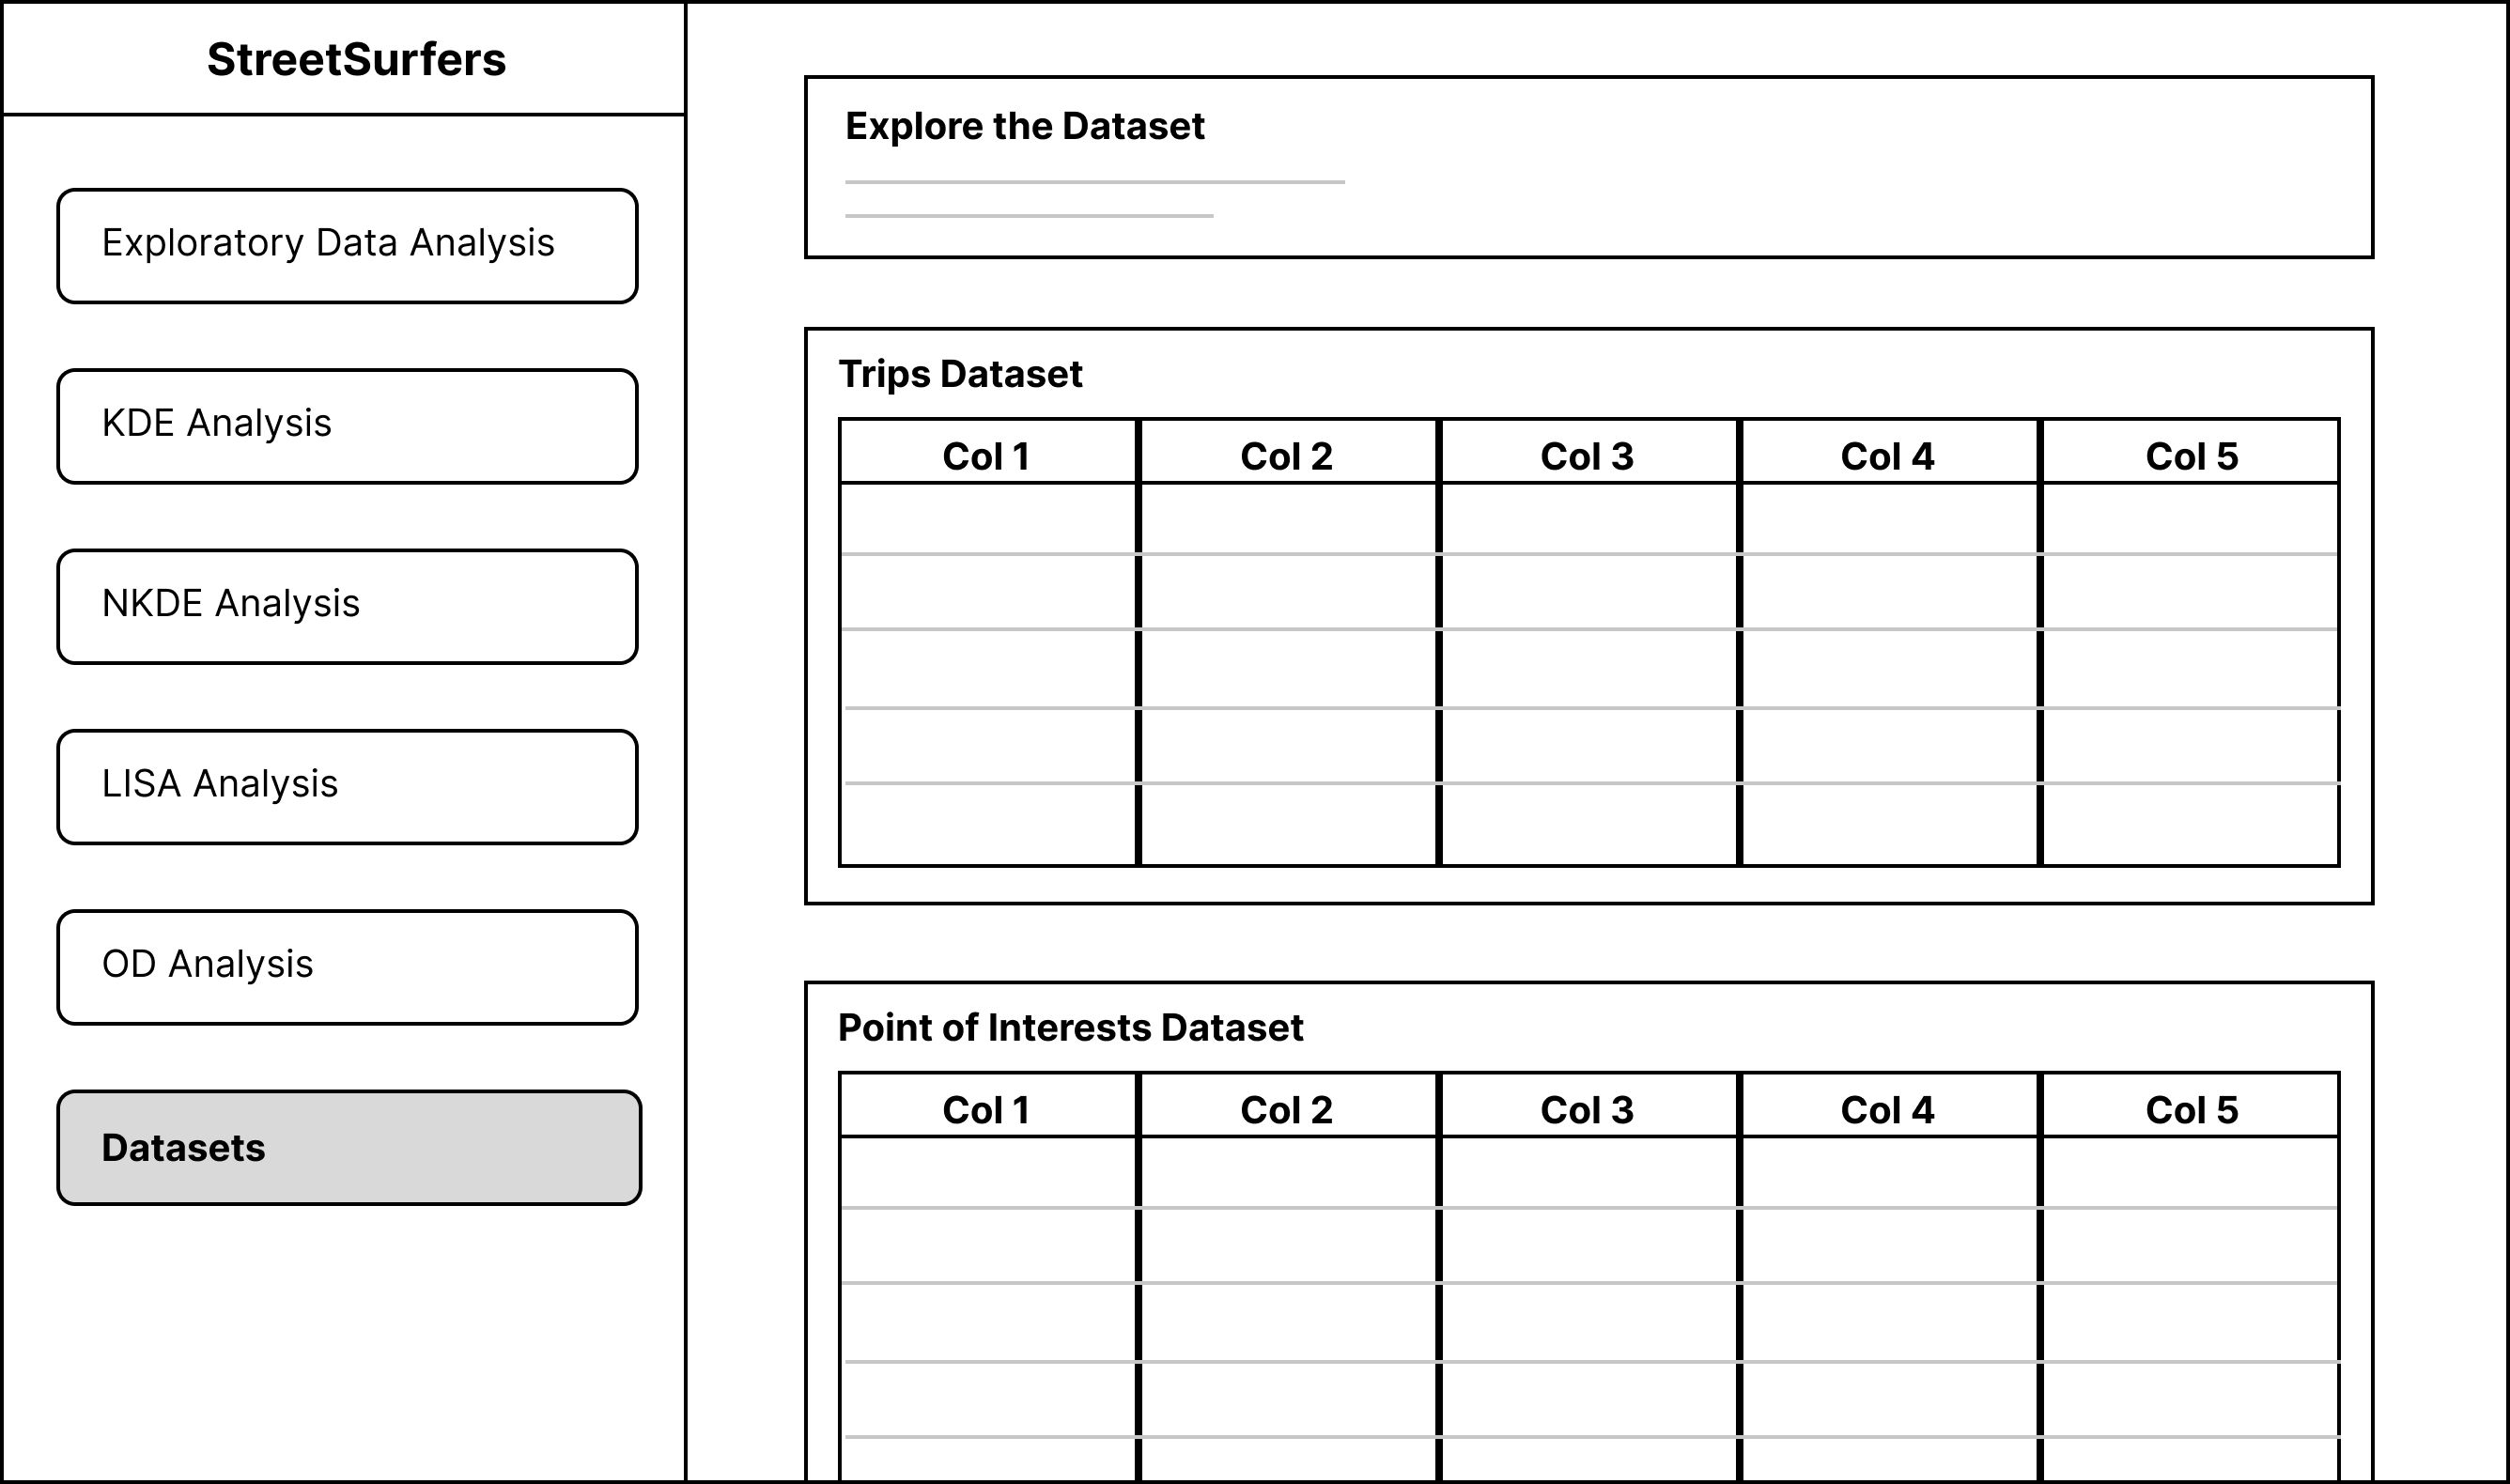 StreetSurfers
Exploratory Data Analysis
KDE Analysis
NKDE Analysis
LISA Analysis
OD Analysis
Datasets
Explore the Dataset
Trips Dataset
Col 1 Col 2 Col 3 Col 4 Col 5
Point of Interests Dataset
Col 1 Col 2 Col 3 Col 4 Col 5